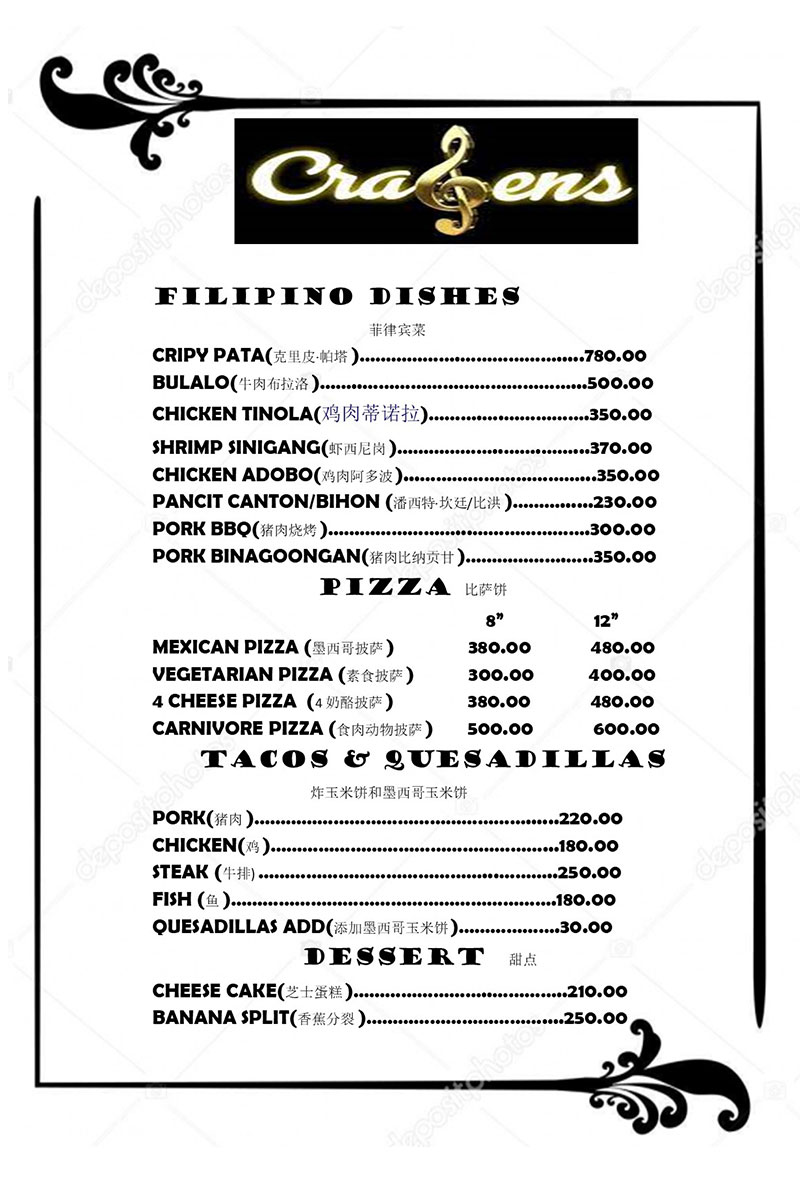 Cra ens
FILIPINO DISHES
菲律宾菜
CRIPY PATA(克里皮·帕塔 )..........................................780.00
BULALO(牛肉布拉洛 )..................................................500.00
CHICKEN TINOLA(鸡肉蒂诺拉)..............................350.00
SHRIMP SINIGANG(虾西尼岗 )....................................370.00
CHICKEN ADOBO(鸡肉阿多波 )....................................350.00
PANCIT CANTON/BIHON (潘西特·坎廷/比洪 )...............230.00
PORK BBQ(猪肉烧烤 )................................................300.00
PORK BINAGOONGAN(猪肉比纳贡甘 )........................350.00
PIZZA 比萨饼
8” 12”
MEXICAN PIZZA (墨西哥披萨 ) 380.00 480.00
VEGETARIAN PIZZA (素食披萨 ) 300.00 400.00
4 CHEESE PIZZA (4 奶酪披萨 ) 380.00 480.00
CARNIVORE PIZZA (食肉动物披萨 ) 500.00 600.00
TACOS & QUESADILLAS
炸玉米饼和墨西哥玉米饼
PORK(猪肉 ).........................................................220.00
CHICKEN(鸡 )......................................................180.00
STEAK (牛排) ........................................................250.00
FISH (鱼 )............................................................180.00
QUESADILLAS ADD(添加墨西哥玉米饼 )...................30.00
DESSERT 甜点
CHEESE CAKE(芝士蛋糕 )........................................210.00
BANANA SPLIT(香蕉分裂 ).....................................250.00
depositphotos
depositphotos
depositphotos
depositphotos
depositphotos